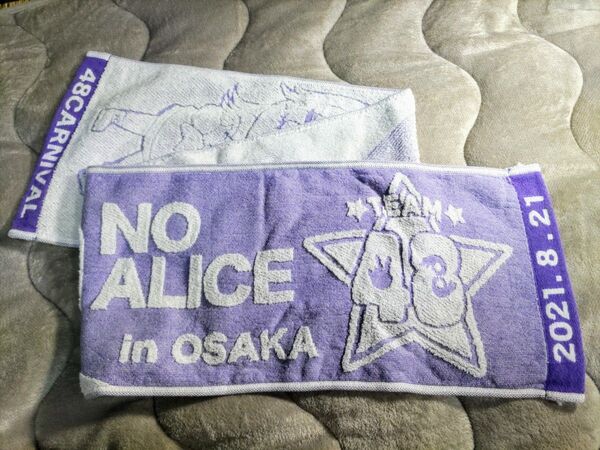 48CARNIVAL
NO
ALICE
in OSAKA
TEAM
48
2021.8.21